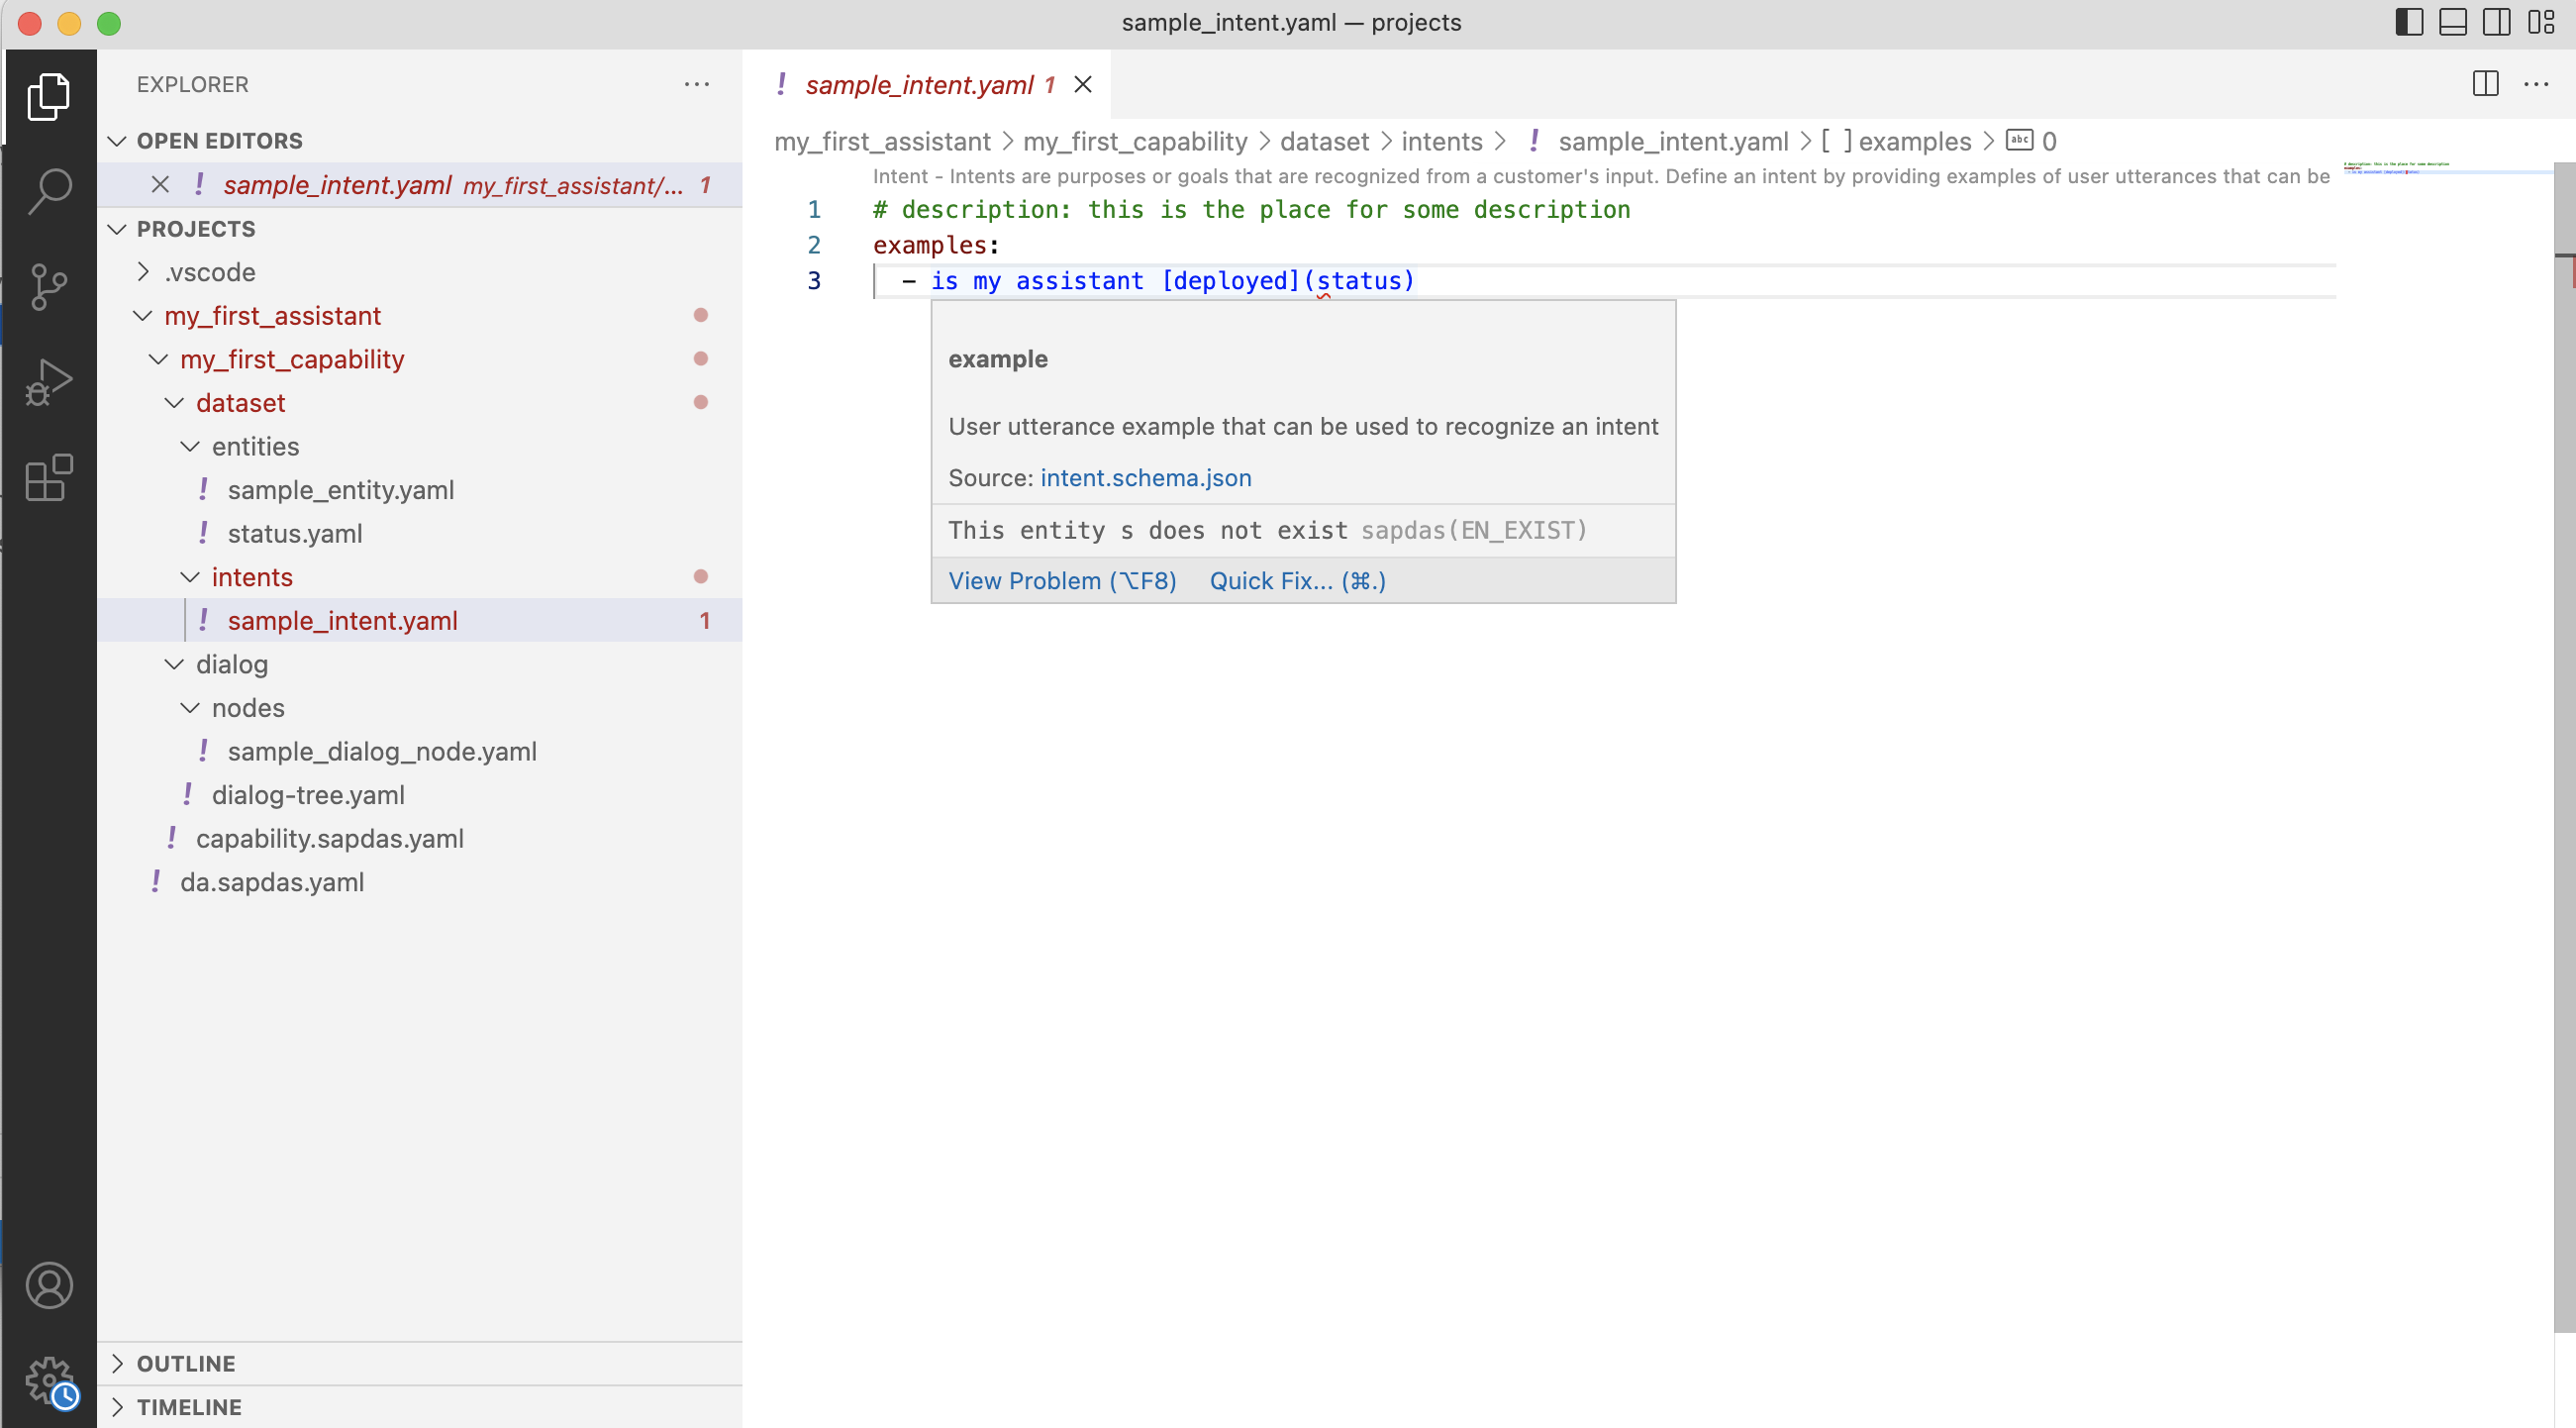 sample_intent.yaml — projects
EXPLORER
OPEN EDITORS
sample_intent.yaml my_first_assistant/... 1
PROJECTS
.vscode
my_first_assistant
my_first_capability
dataset
entities
sample_entity.yaml
status.yaml
intents
sample_intent.yaml 1
dialog
nodes
sample_dialog_node.yaml
dialog-tree.yaml
capability.sapdas.yaml
da.sapdas.yaml
OUTLINE
TIMELINE
sample_intent.yaml 1
my_first_assistant > my_first_capability > dataset > intents > ! sample_intent.yaml > [ ] examples > abc 0
Intent - Intents are purposes or goals that are recognized from a customer's input. Define an intent by providing examples of user utterances that can be
1 # description: this is the place for some description
2 examples:
3 - is my assistant [deployed](status)
example
User utterance example that can be used to recognize an intent
Source: intent.schema.json
This entity s does not exist sapdas(EN_EXIST)
View Problem (⌥F8) Quick Fix... (⌘.)